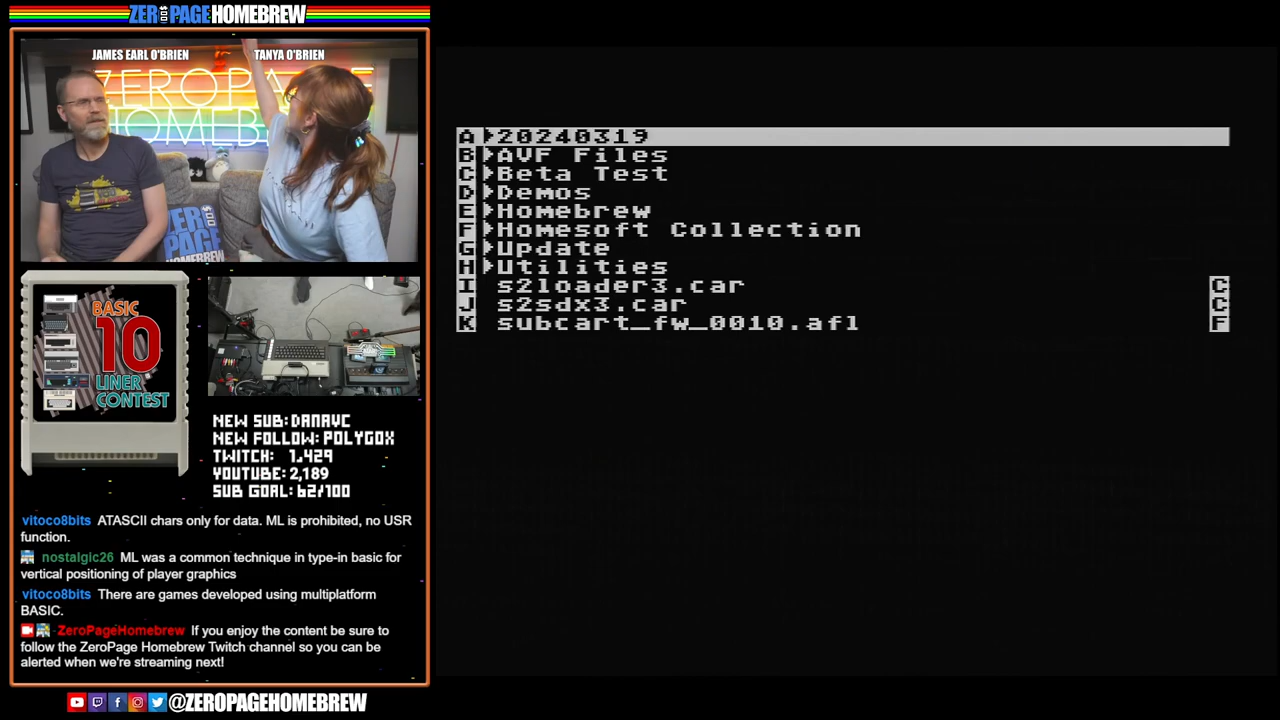 ZEROPAGE HOMEBREW
JAMES EARL O'BRIEN
TANYA O'BRIEN
ZEROPAGE
HOMEB
ZERO
PAGE
HOMEBREW
BASIC
10
LINER
CONTEST
NEW SUB: DANAVC
NEW FOLLOW: POLYGOX
TWITCH: 1,429
YOUTUBE: 2,189
SUB GOAL: 62/100
vitoco8bits ATASCII chars only for data. ML is prohibited, no USR
function.
nostalgic26 ML was a common technique in type-in basic for
vertical positioning of player graphics
vitoco8bits There are games developed using multiplatform
BASIC.
ZeroPageHomebrew If you enjoy the content be sure to
follow the ZeroPage Homebrew Twitch channel so you can be
alerted when we're streaming next!
@ZEROPAGEHOMEBREW
A 20240319
B AVF Files
C Beta Test
D Demos
E Homebrew
F Homesoft Collection
G Update
H Utilities
I s2loader3.car C
J s2sdx3.car C
K subcart_fw_0010.afl F